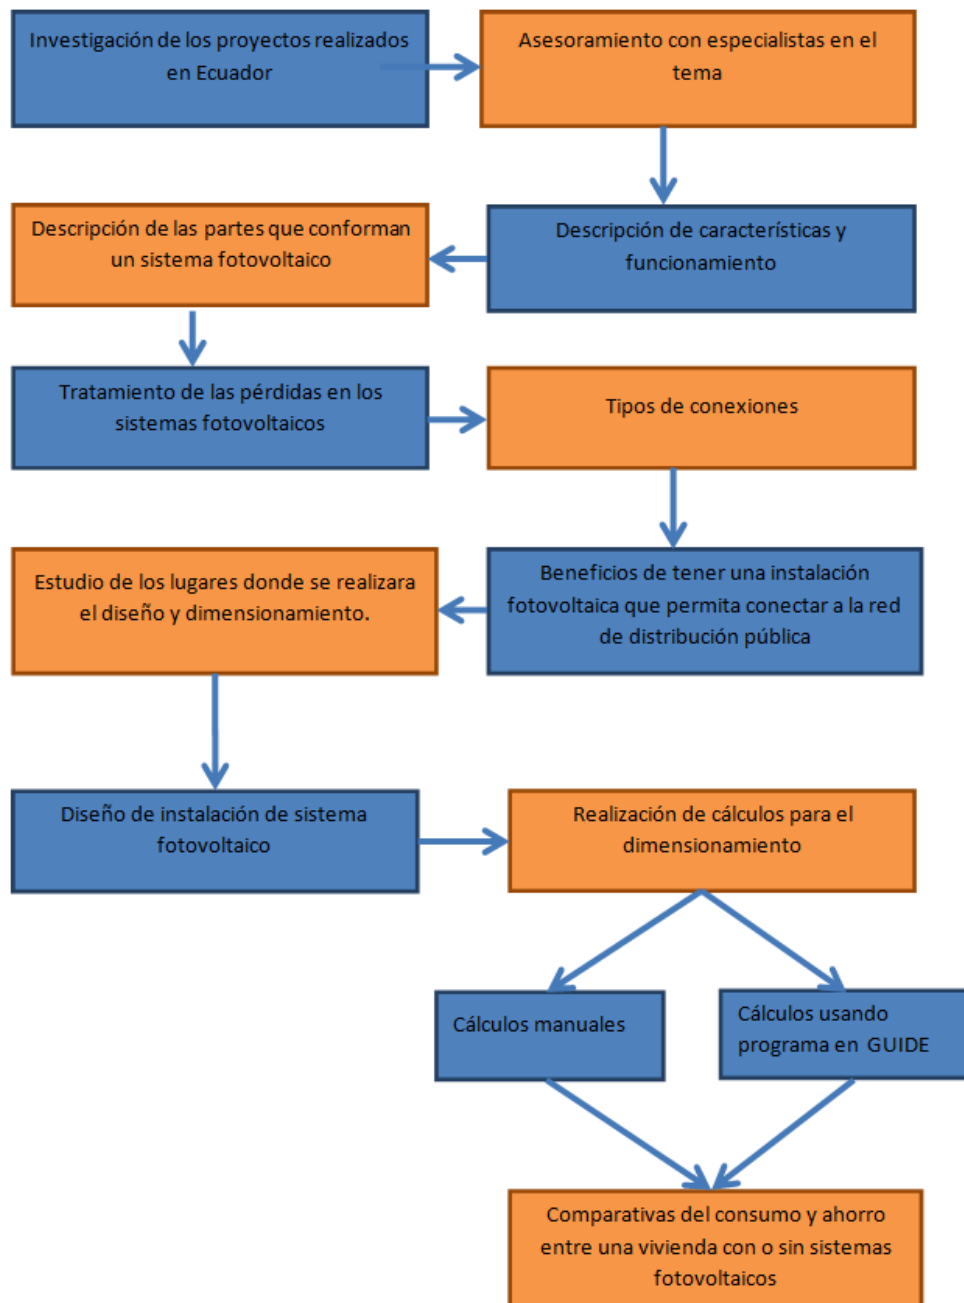 Investigación de los proyectos realizados
en Ecuador
Asesoramiento con especialistas en el
tema
Descripción de características y
funcionamiento
Descripción de las partes que conforman
un sistema fotovoltaico
Tratamiento de las pérdidas en los
sistemas fotovoltaicos
Tipos de conexiones
Beneficios de tener una instalación
fotovoltaica que permita conectar a la red
de distribución pública
Estudio de los lugares donde se realizara
el diseño y dimensionamiento.
Diseño de instalación de sistema
fotovoltaico
Realización de cálculos para el
dimensionamiento
Cálculos manuales
Cálculos usando
programa en GUIDE
Comparativas del consumo y ahorro
entre una vivienda con o sin sistemas
fotovoltaicos